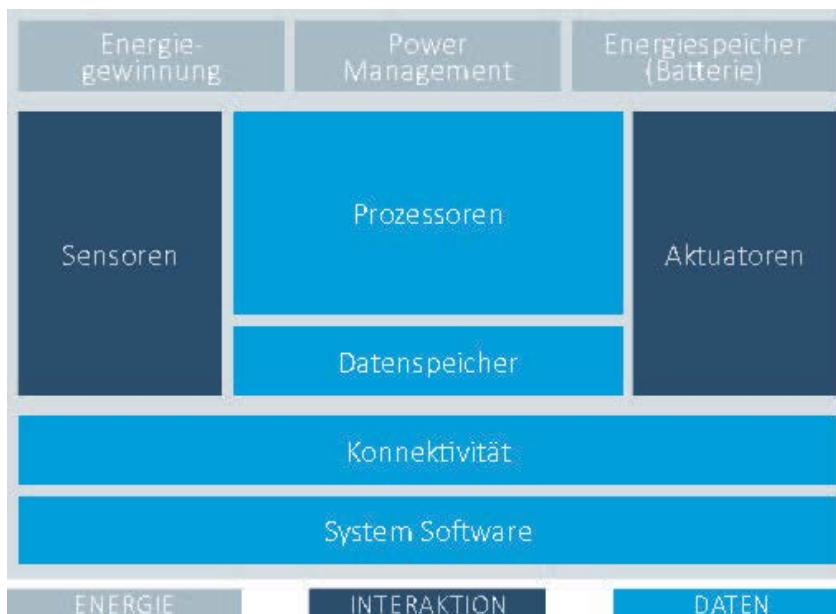 Energie-
gewinnung
Power
Management
Energiespeicher
(Batterie)
Sensoren
Prozessoren
Aktuatoren
Datenspeicher
Konnektivität
System Software
ENERGIE
INTERAKTION
DATEN